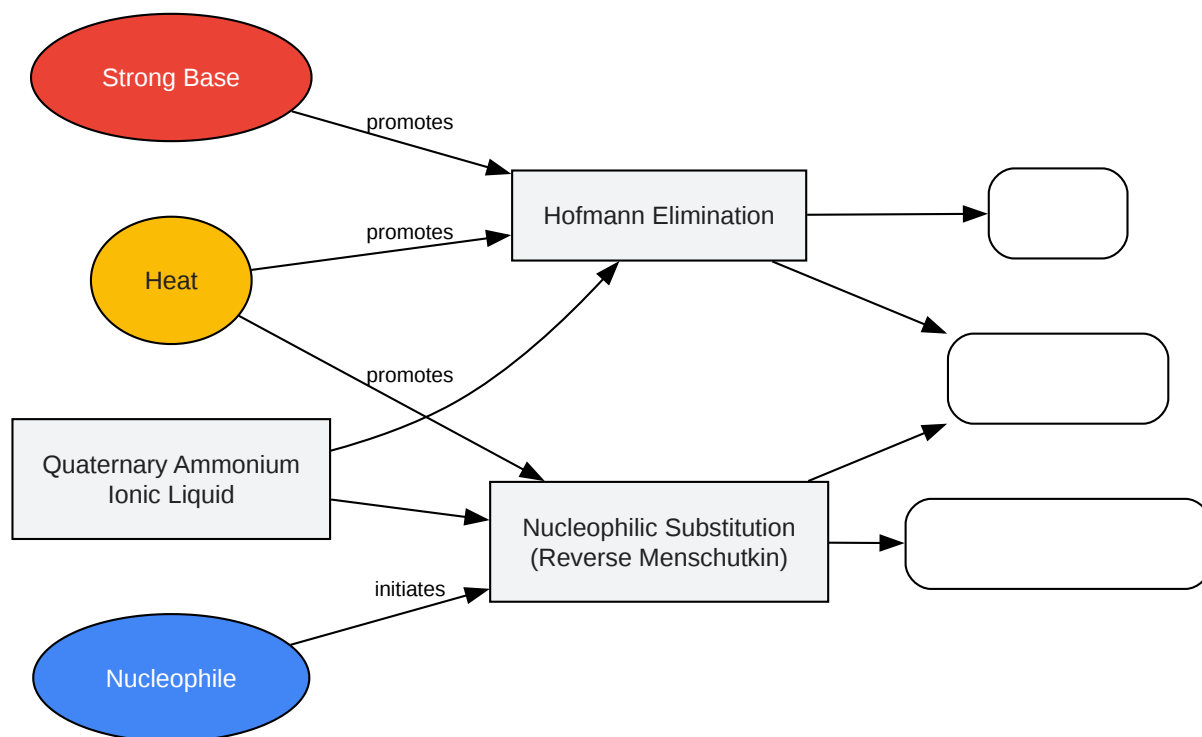 Strong Base
promotes
Hofmann Elimination
promotes
Heat
promotes
Quaternary Ammonium
Ionic Liquid
Nucleophilic Substitution
(Reverse Menschutkin)
initiates
Nucleophile